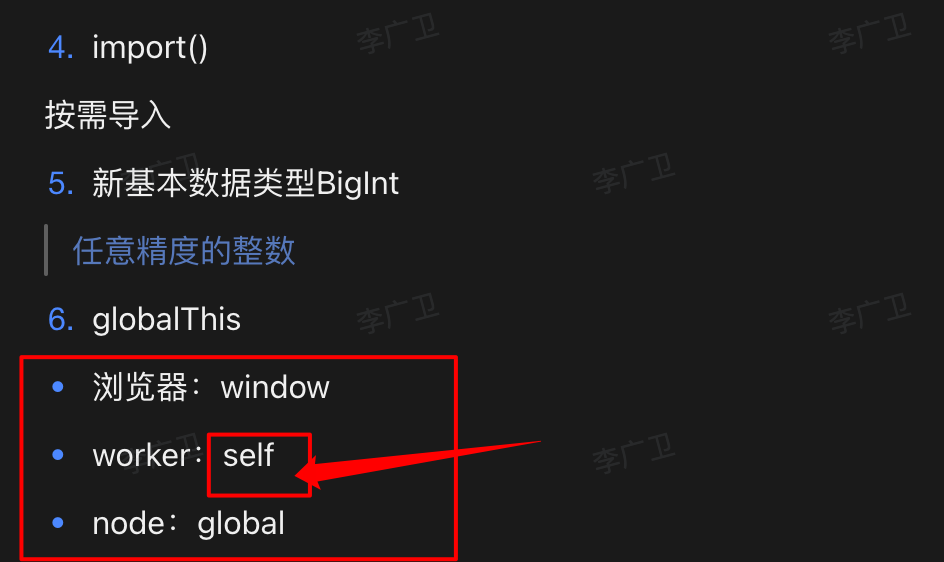 4. import()
按需导入
5. 新基本数据类型BigInt
任意精度的整数
6. globalThis
浏览器：window
worker：self
node：global
李广卫
李广卫
李广卫
李广卫
李广卫
李广卫
李广卫
李广卫